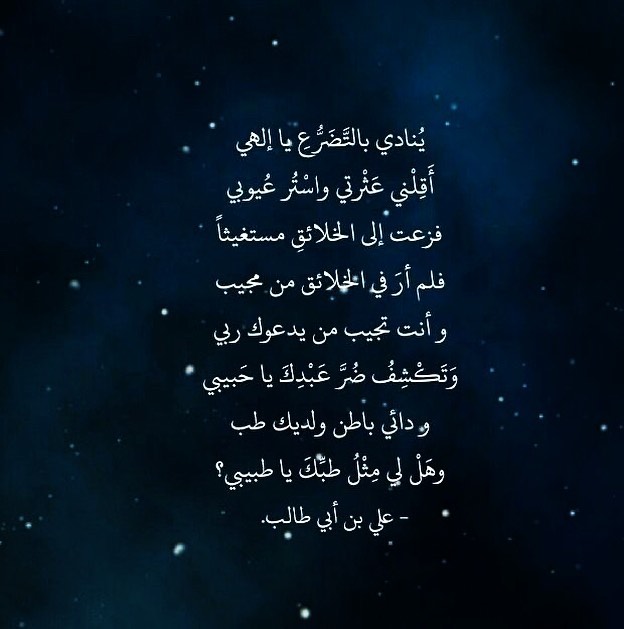 يُنادي بالتَّضَرُّعِ يا إلهي
أَقِلْني عَثْرتي واسْتُر عُيوبي
فزعت إلى الخلائقِ مستغيثاً
فلم أرَ في الخلائق من مجيب
و أنت تجيب من يدعوك ربي
وَتَكْشِفُ ضُرَّ عَبْدِكَ يا حَبيبي
و دائي باطن ولديك طب
وهَلْ لي مِثْلُ طبِّكَ يا طبيبي؟
- علي بن أبي طالب.